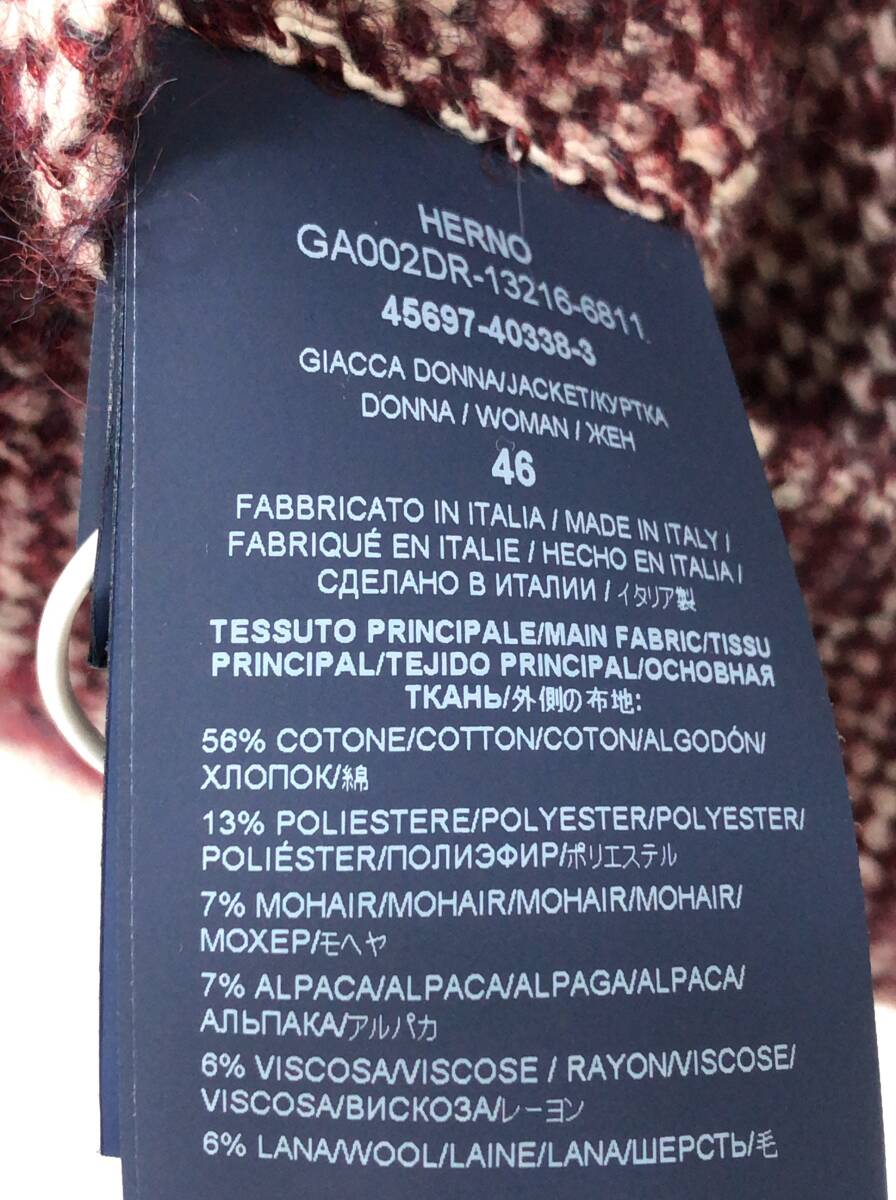 HERNO
GA002DR-13216-6811
45697-40338-3
GIACCA DONNA/JACKET/КУРТКА
DONNA / WOMAN / ЖЕН
46
FABBRICATO IN ITALIA / MADE IN ITALY /
FABRIQUÉ EN ITALIE / HECHO EN ITALIA /
СДЕЛАНО В ИТАЛИИ / イタリア製
TESSUTO PRINCIPALE/MAIN FABRIC/TISSU
PRINCIPAL/TEJIDO PRINCIPAL/ОСНОВНАЯ
ТКАНЬ/外側の布地:
56% COTONE/COTTON/COTON/ALGODÓN/
ХЛОПОК/綿
13% POLIESTERE/POLYESTER/POLYESTER/
POLIÉSTER/ПОЛИЭФИР/ポリエステル
7% MOHAIR/MOHAIR/MOHAIR/MOHAIR/
МОХЕР/モヘヤ
7% ALPACA/ALPACA/ALPAGA/ALPACA/
АЛЬПАКА/アルパカ
6% VISCOSA/VISCOSE / RAYON/VISCOSE/
VISCOSA/ВИСКОЗА/レーヨン
6% LANA/WOOL/LAINE/LANA/ШЕРСТЬ/毛